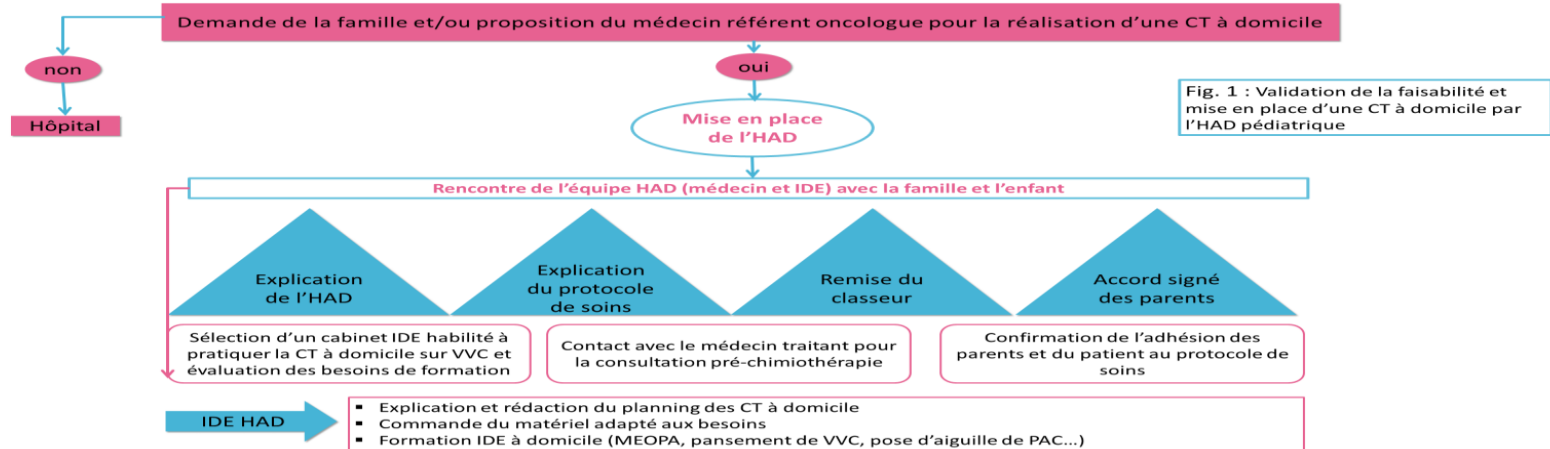 Demande de la famille et/ou proposition du médecin référent oncologue pour la réalisation d’une CT à domicile
non
oui
Hôpital
Mise en place
de l’HAD
Fig. 1 : Validation de la faisabilité et
mise en place d’une CT à domicile par
l’HAD pédiatrique
Rencontre de l’équipe HAD (médecin et IDE) avec la famille et l’enfant
Explication
de l’HAD
Explication
du protocole
de soins
Remise du
classeur
Accord signé
des parents
Sélection d’un cabinet IDE habilité à
pratiquer la CT à domicile sur VVC et
évaluation des besoins de formation
Contact avec le médecin traitant pour
la consultation pré-chimiothérapie
Confirmation de l’adhésion des
parents et du patient au protocole de
soins
IDE HAD
▪ Explication et rédaction du planning des CT à domicile
▪ Commande du matériel adapté aux besoins
▪ Formation IDE à domicile (MEOPA, pansement de VVC, pose d’aiguille de PAC...)